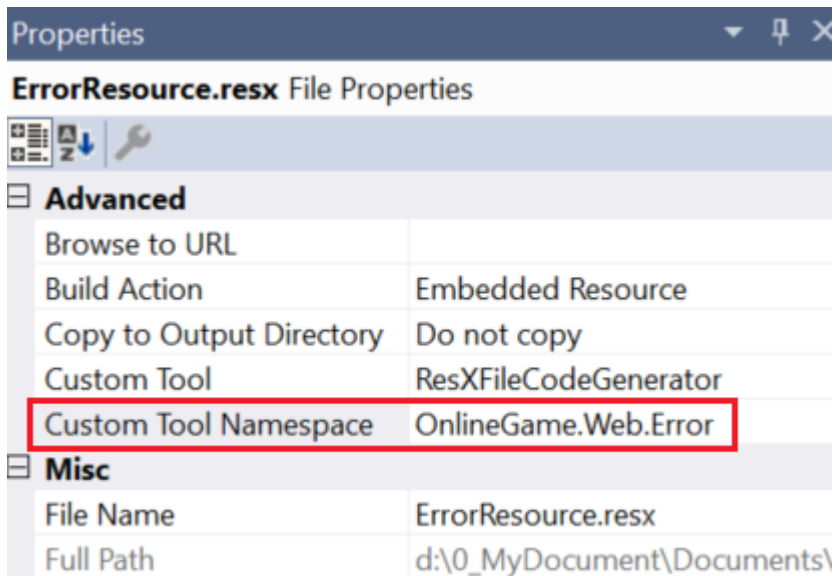 Properties
ErrorResource.resx File Properties
Advanced
Browse to URL
Build Action Embedded Resource
Copy to Output Directory Do not copy
Custom Tool ResXFileCodeGenerator
Custom Tool Namespace OnlineGame.Web.Error
Misc
File Name ErrorResource.resx
Full Path d:\0_MyDocument\Documents\